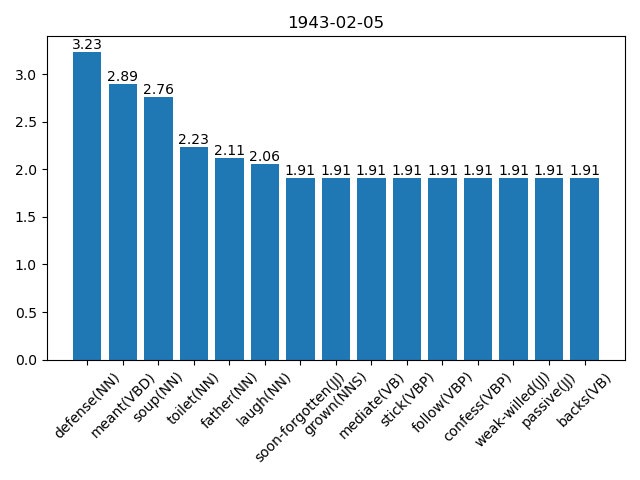 1943-02-05
3.23
2.89
2.76
2.23
2.11
2.06
1.91
1.91
1.91
1.91
1.91
1.91
1.91
1.91
1.91
3.0
2.5
2.0
1.5
1.0
0.5
0.0
defense(NN)
meant(VBD)
soup(NN)
toilet(NN)
father(NN)
laugh(NN)
soon-forgotten(JJ)
grown(NNS)
mediate(VB)
stick(VBP)
follow(VBP)
confess(VBP)
weak-willed(JJ)
passive(JJ)
backs(VB)